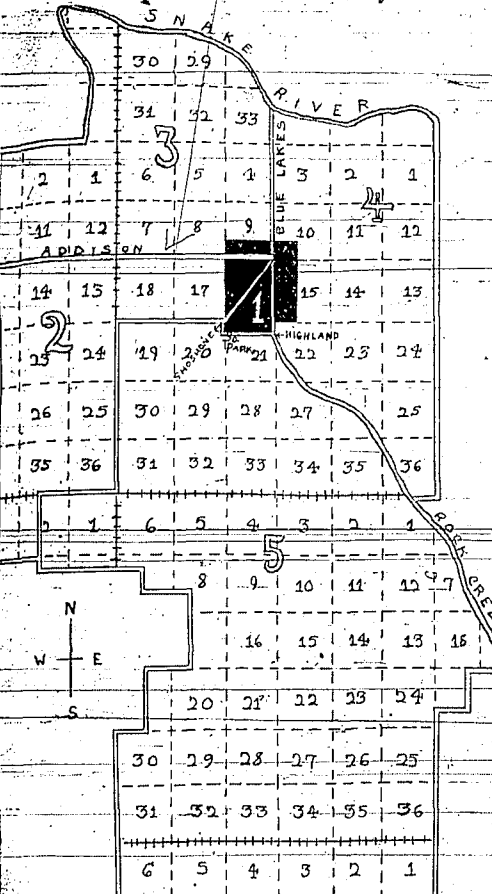 SNAKE RIVER
30 29
31 32 33
3
2 1 6 5 4 3 2 1
BLUE LAKES
4
11 12 7 8 9 10 11 12
ADDISON
14 13 18 17 15 14 13
1
2
HIGHLAND
SHOSHONE
PARK
23 24 19 20 21 22 23 24
26 25 30 29 28 27 25
35 36 31 32 33 34 35 36
1 6 5 4 3 2 1
ROCK CREE
5
8 9 10 11 12 7
N
W E
S
16 15 14 13 18
20 21 22 23 24
30 29 28 27 26 25
31 32 33 34 35 36
6 5 4 3 2 1